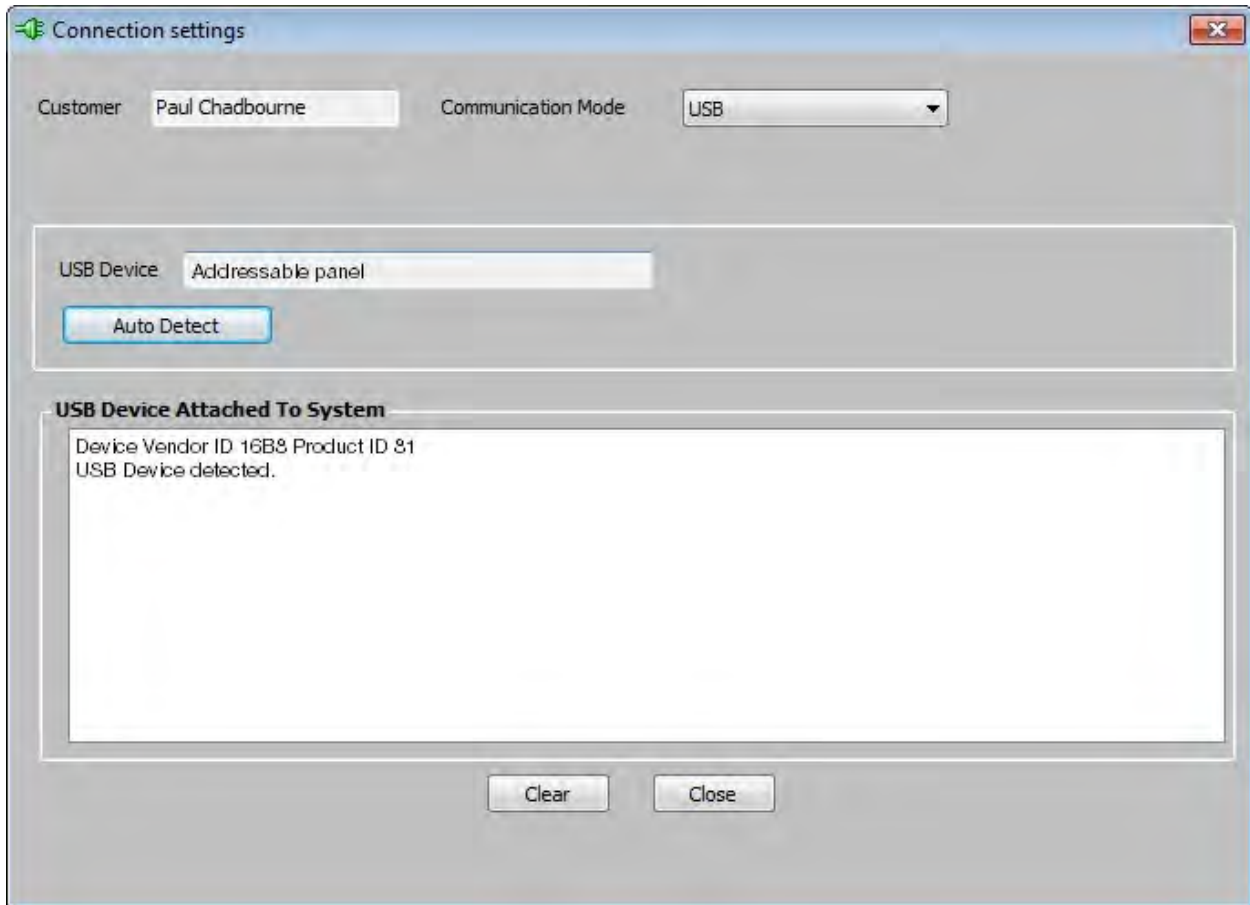 Connection settings
Customer Paul Chadbourne Communication Mode USB
USB Device Addressable panel
Auto Detect
USB Device Attached To System
Device Vendor ID 16B8 Product ID 81
USB Device detected.
Clear Close